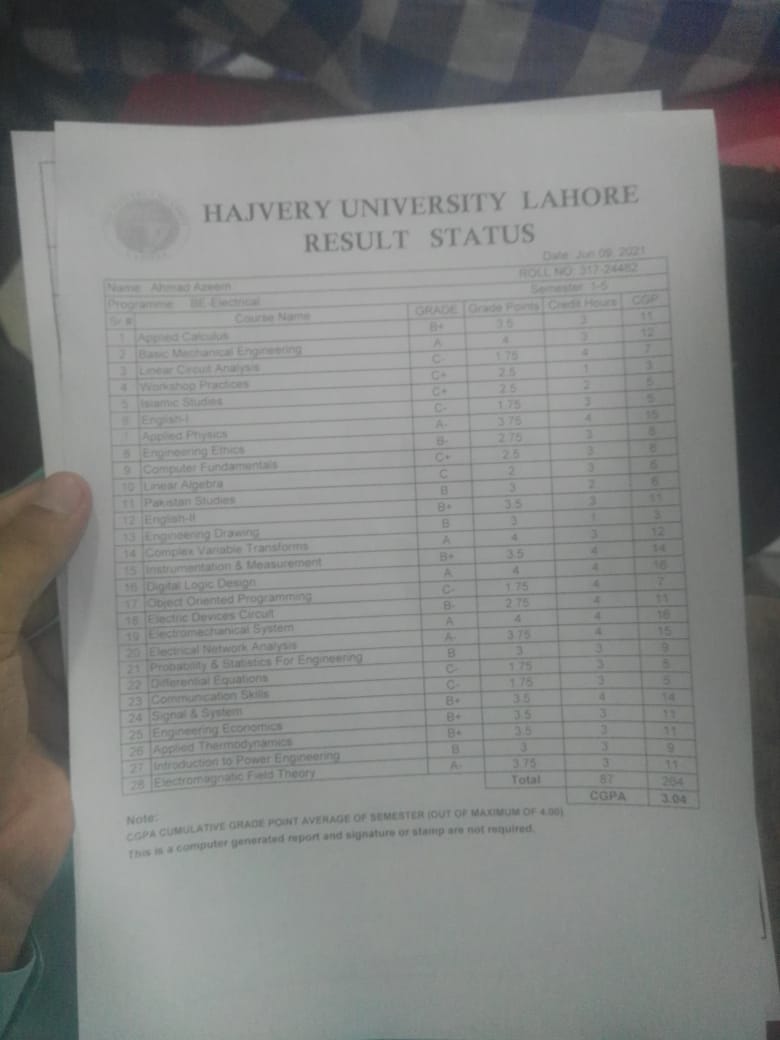 HAJVERY UNIVERSITY LAHORE
RESULT STATUS
Date: Jun 09, 2021
Name: Ahmad Azeem ROLL NO: 317-24482
Programme: BE-Electrical Semester: 1-5
Sr # Course Name GRADE Grade Points Credit Hours CGP
1 Applied Calculus B+ 3.5 3 11
2 Basic Mechanical Engineering A 4 3 12
3 Linear Circuit Analysis C- 1.75 4 7
4 Workshop Practices C+ 2.5 1 3
5 Islamic Studies C+ 2.5 2 5
6 English-I C- 1.75 3 5
7 Applied Physics A- 3.75 4 15
8 Engineering Ethics B- 2.75 3 8
9 Computer Fundamentals C+ 2.5 3
10 Linear Algebra C 2 3 6
11 Pakistan Studies B 3 2 6
12 English-II B+ 3.5 3 11
13 Engineering Drawing B 3 1 3
14 Complex Variable Transforms A 4 3 12
15 Instrumentation & Measurement B+ 3.5 4 14
16 Digital Logic Design A 4 4 16
17 Object Oriented Programming C- 1.75 4 7
18 Electric Devices Circuit B- 2.75 4 11
19 Electromechanical System A 4 4 16
20 Electrical Network Analysis A- 3.75 4 15
21 Probability & Statistics For Engineering B 3 3 9
22 Differential Equations C- 1.75 3 5
23 Communication Skills C- 1.75 3 5
24 Signal & System B+ 3.5 4 14
25 Engineering Economics B+ 3.5 3 11
26 Applied Thermodynamics B+ 3.5 3 11
27 Introduction to Power Engineering B 3 3 9
28 Electromagnetic Field Theory A- 3.75 3 11
Total 87 264
CGPA 3.04
Note:
CGPA CUMULATIVE GRADE POINT AVERAGE OF SEMESTER (OUT OF MAXIMUM OF 4.00)
This is a computer generated report and signature or stamp are not required.